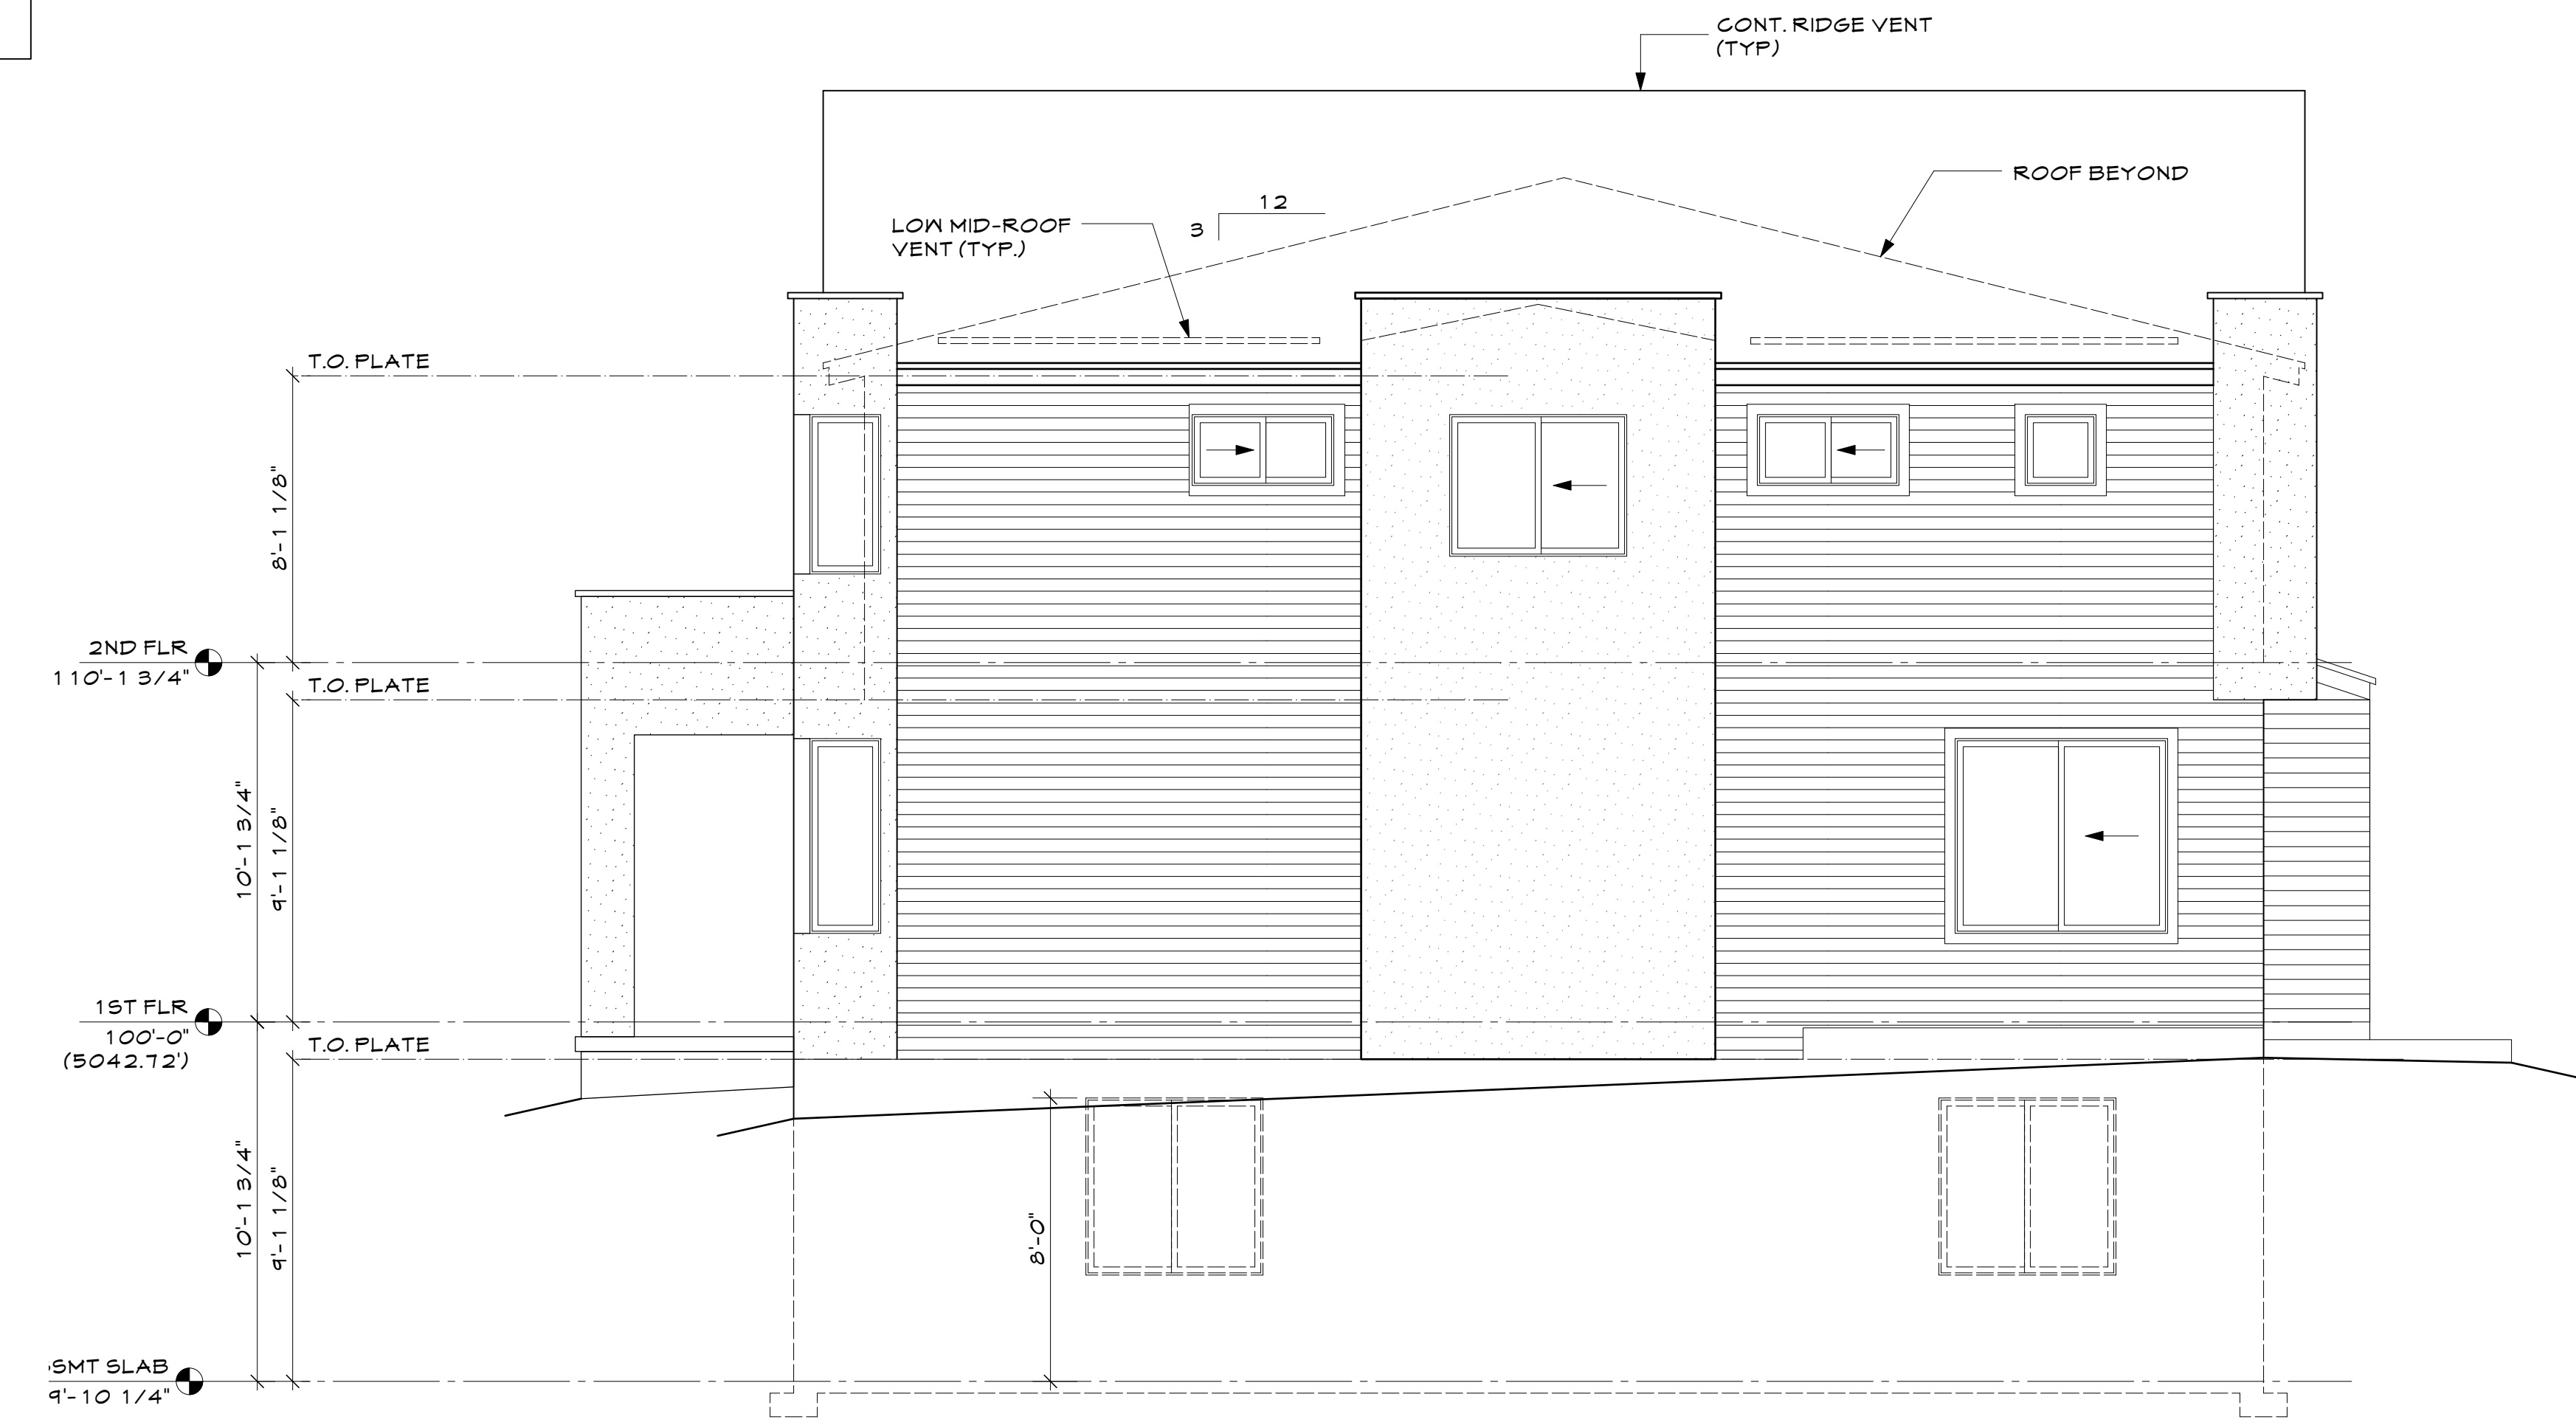 CONT. RIDGE VENT
(TYP)
ROOF BEYOND
12
3
LOW MID-ROOF
VENT (TYP.)
T.O. PLATE
8'-1 1/8"
2ND FLR
110'-1 3/4"
T.O. PLATE
10'-1 3/4"
9'-1 1/8"
1ST FLR
100'-0"
(5042.72')
T.O. PLATE
10'-1 3/4"
9'-1 1/8"
8'-0"
SMT SLAB
9'-10 1/4"